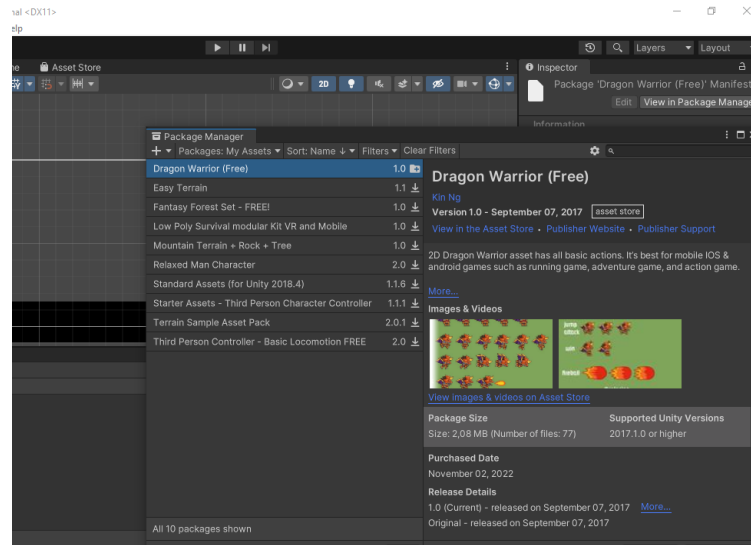 nal <DX11>
elp
Layers
Layout
ne
Asset Store
2D
Inspector
Package 'Dragon Warrior (Free)' Manifest
Edit
View in Package Manage
Information
Package Manager
Packages: My Assets
Sort: Name ↓
Filters
Clear Filters
Dragon Warrior (Free) 1.0
Easy Terrain 1.1
Fantasy Forest Set - FREE! 1.0
Low Poly Survival modular Kit VR and Mobile 1.0
Mountain Terrain + Rock + Tree 1.0
Relaxed Man Character 2.0
Standard Assets (for Unity 2018.4) 1.1.6
Starter Assets - Third Person Character Controller 1.1.1
Terrain Sample Asset Pack 2.0.1
Third Person Controller - Basic Locomotion FREE 2.0
All 10 packages shown
Dragon Warrior (Free)
Kin Ng
Version 1.0 - September 07, 2017 asset store
View in the Asset Store • Publisher Website • Publisher Support
2D Dragon Warrior asset has all basic actions. It's best for mobile IOS &
android games such as running game, adventure game, and action game.
More...
Images & Videos
jump
attack
win
fireball
View images & videos on Asset Store
Package Size
Size: 2,08 MB (Number of files: 77)
Supported Unity Versions
2017.1.0 or higher
Purchased Date
November 02, 2022
Release Details
1.0 (Current) - released on September 07, 2017 More...
Original - released on September 07, 2017